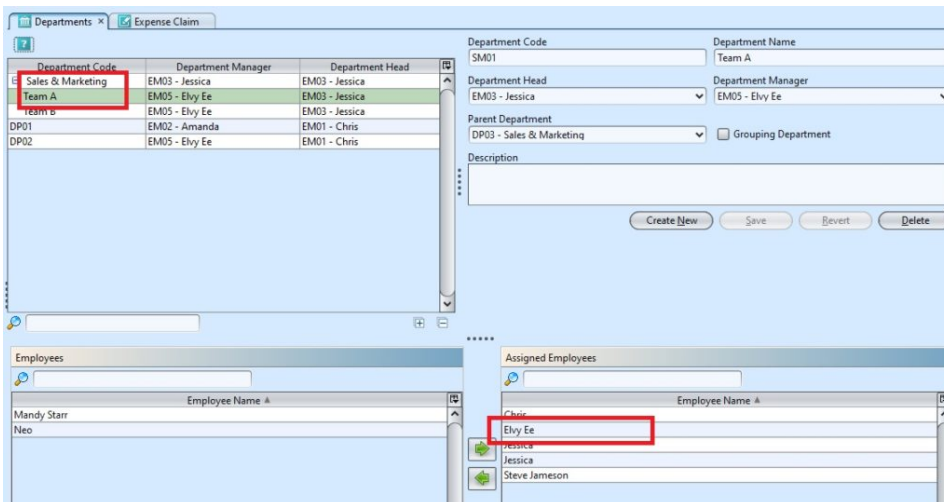 Departments × Expense Claim
?
Department Code Department Manager Department Head
Sales & Marketing EM03 - Jessica EM03 - Jessica
Team A EM05 - Elvy Ee EM03 - Jessica
Team B EM05 - Elvy Ee EM03 - Jessica
DP01 EM02 - Amanda EM01 - Chris
DP02 EM05 - Elvy Ee EM01 - Chris
Department Code Department Name
SM01 Team A
Department Head Department Manager
EM03 - Jessica EM05 - Elvy Ee
Parent Department
DP03 - Sales & Marketing Grouping Department
Description
Create New Save Revert Delete
Employees
Employee Name
Mandy Starr
Neo
Assigned Employees
Employee Name
Chris
Elvy Ee
Jessica
Jessica
Steve Jameson